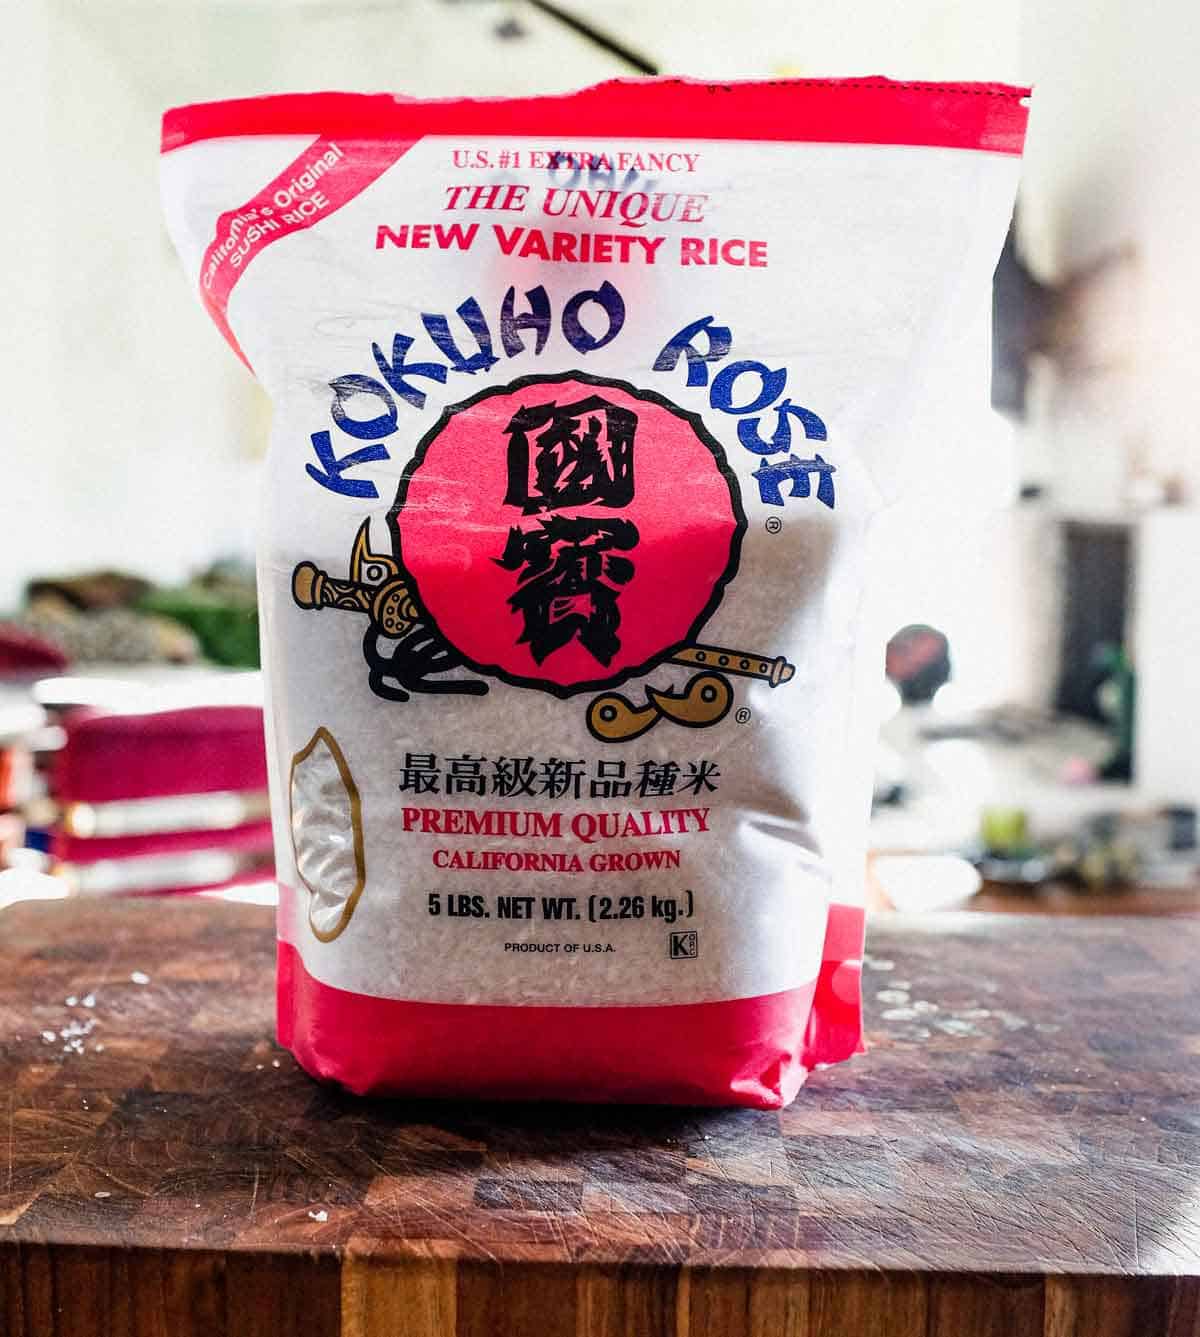 California's Original
SUSHI RICE
U.S. #1 EXTRA FANCY
THE UNIQUE
NEW VARIETY RICE
KOKUHO ROSE
®
國
寶
®
最高級新品種米
PREMIUM QUALITY
CALIFORNIA GROWN
5 LBS. NET WT. (2.26 kg.)
PRODUCT OF U.S.A.
K ORC